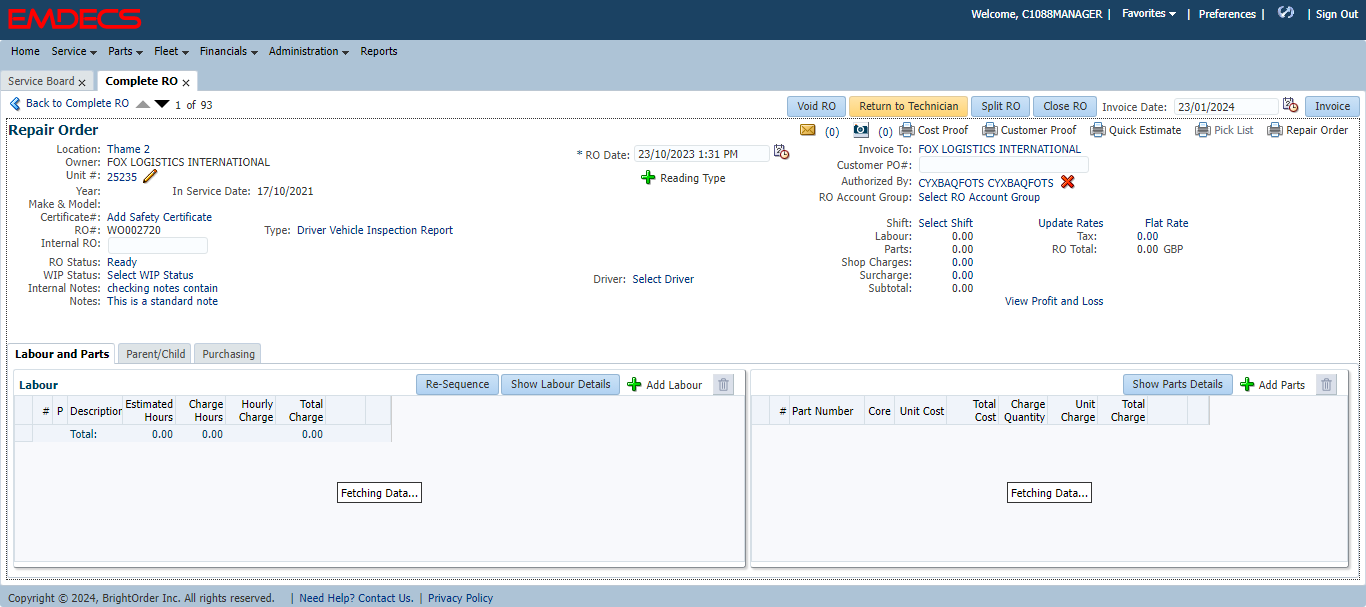 EMDECS
Welcome, C1088MANAGER | Favorites | Preferences | | Sign Out
Home Service Parts Fleet Financials Administration Reports
Service Board x Complete RO x
Back to Complete RO 1 of 93 Void RO Return to Technician Split RO Close RO Invoice Date: 23/01/2024 Invoice
Repair Order (0) (0) Cost Proof Customer Proof Quick Estimate Pick List Repair Order
Location: Thame 2 * RO Date: 23/10/2023 1:31 PM Invoice To: FOX LOGISTICS INTERNATIONAL
Owner: FOX LOGISTICS INTERNATIONAL Customer PO#:
Unit #: 25235 Reading Type Authorized By: CYXBAQFOTS CYXBAQFOTS
Year: In Service Date: 17/10/2021 RO Account Group: Select RO Account Group
Make & Model:
Certificate#: Add Safety Certificate Shift: Select Shift Update Rates Flat Rate
RO#: WO002720 Type: Driver Vehicle Inspection Report Labour: 0.00 Tax: 0.00
Internal RO: Parts: 0.00 RO Total: 0.00 GBP
RO Status: Ready Shop Charges: 0.00
WIP Status: Select WIP Status Driver: Select Driver Surcharge: 0.00
Internal Notes: checking notes contain Subtotal: 0.00
Notes: This is a standard note View Profit and Loss
Labour and Parts Parent/Child Purchasing
Labour Re-Sequence Show Labour Details Add Labour Show Parts Details Add Parts
# P Description Estimated Hours Charge Hours Hourly Charge Total Charge # Part Number Core Unit Cost Total Cost Charge Quantity Unit Charge Total Charge
Total: 0.00 0.00 0.00
Fetching Data... Fetching Data...
Copyright © 2024, BrightOrder Inc. All rights reserved. | Need Help? Contact Us. | Privacy Policy